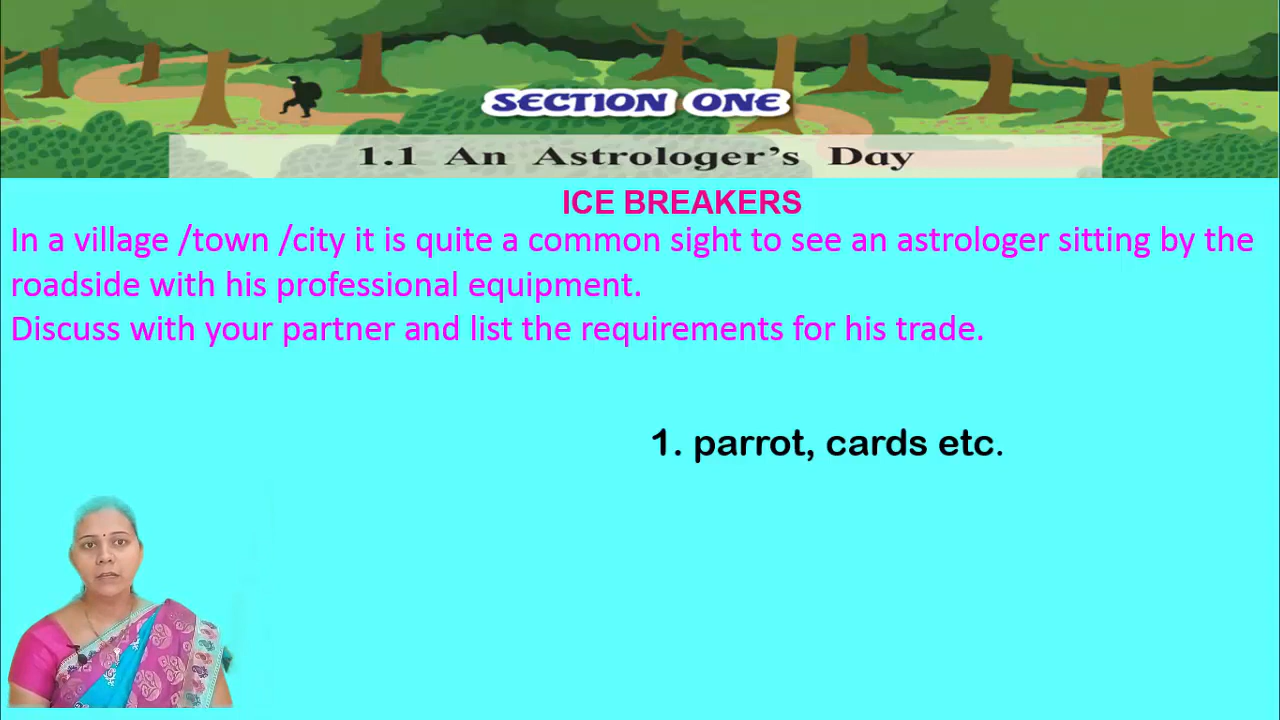 SECTION ONE
1.1 An Astrologer's Day
ICE BREAKERS
In a village /town /city it is quite a common sight to see an astrologer sitting by the
roadside with his professional equipment.
Discuss with your partner and list the requirements for his trade.
1. parrot, cards etc.